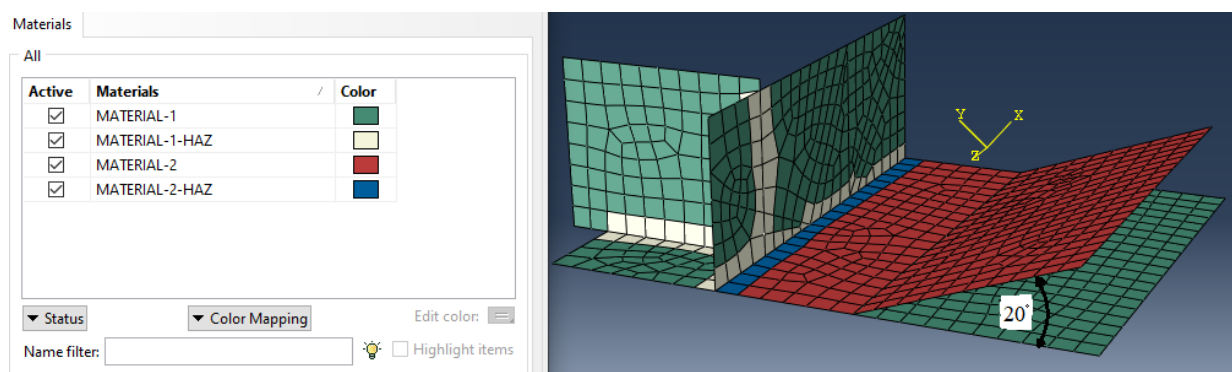 Materials
All
Active Materials / Color
MATERIAL-1
MATERIAL-1-HAZ
MATERIAL-2
MATERIAL-2-HAZ
Status Color Mapping Edit color:
Name filter: Highlight items
Y X
Z
20°